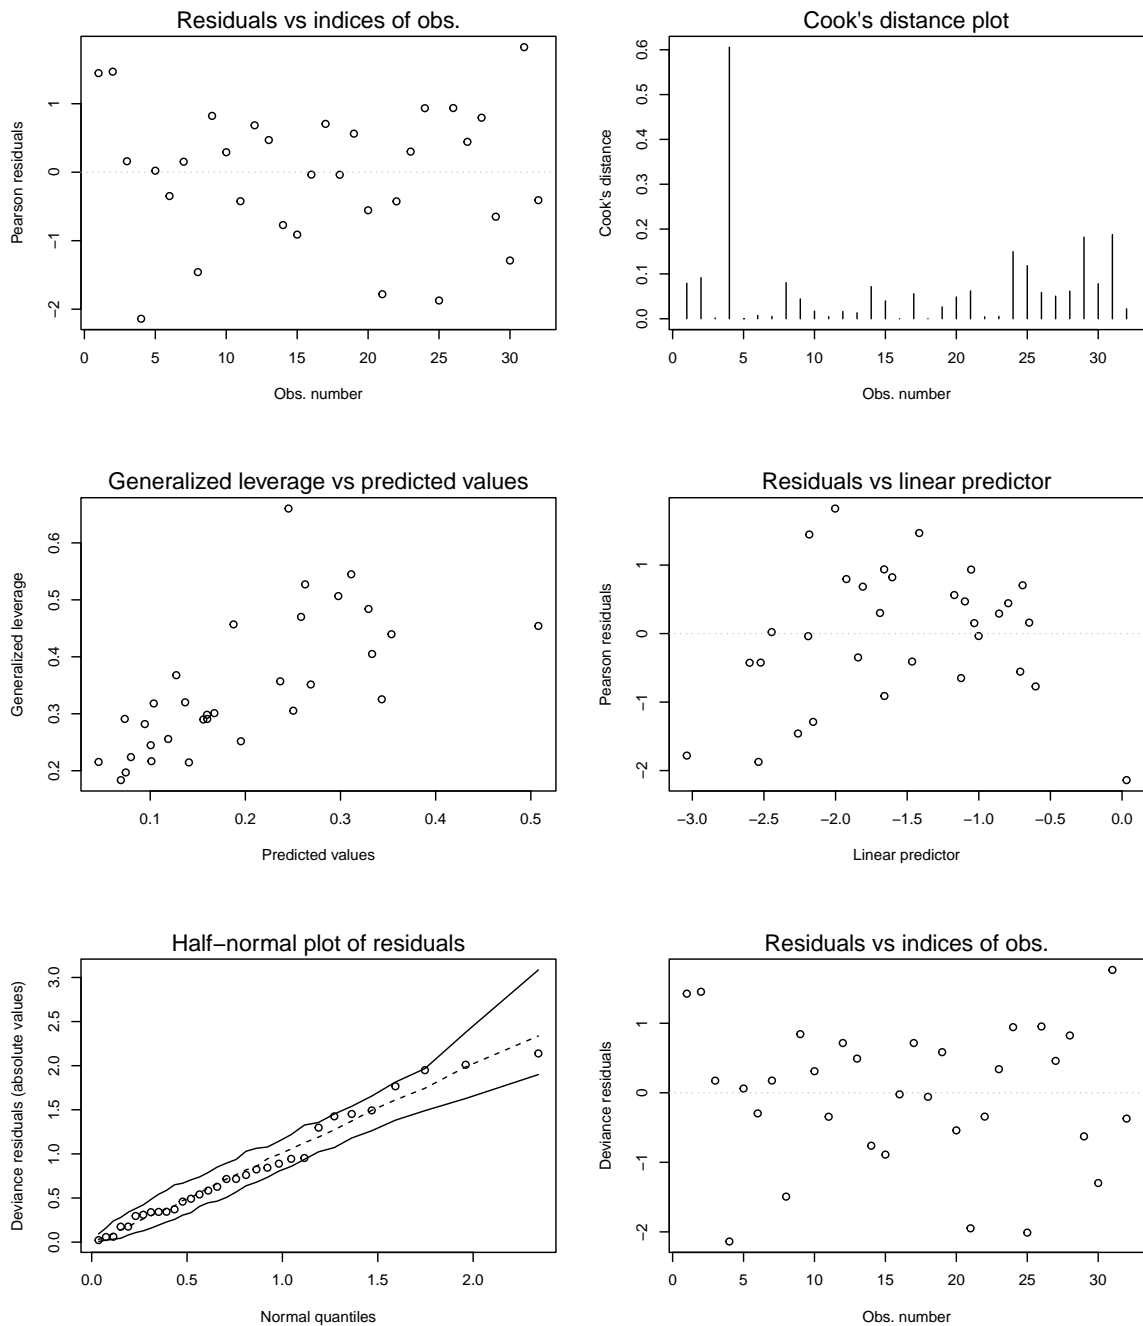 Residuals vs indices of obs.
Pearson residuals
1
0
−1
−2
0 5 10 15 20 25 30
Obs. number
Cook's distance plot
Cook's distance
0.6
0.5
0.4
0.3
0.2
0.1
0.0
0 5 10 15 20 25 30
Obs. number
Generalized leverage vs predicted values
Generalized leverage
0.6
0.5
0.4
0.3
0.2
0.1 0.2 0.3 0.4 0.5
Predicted values
Residuals vs linear predictor
Pearson residuals
1
0
−1
−2
−3.0 −2.5 −2.0 −1.5 −1.0 −0.5 0.0
Linear predictor
Half−normal plot of residuals
Deviance residuals (absolute values)
3.0
2.5
2.0
1.5
1.0
0.5
0.0
0.0 0.5 1.0 1.5 2.0
Normal quantiles
Residuals vs indices of obs.
Deviance residuals
1
0
−1
−2
0 5 10 15 20 25 30
Obs. number